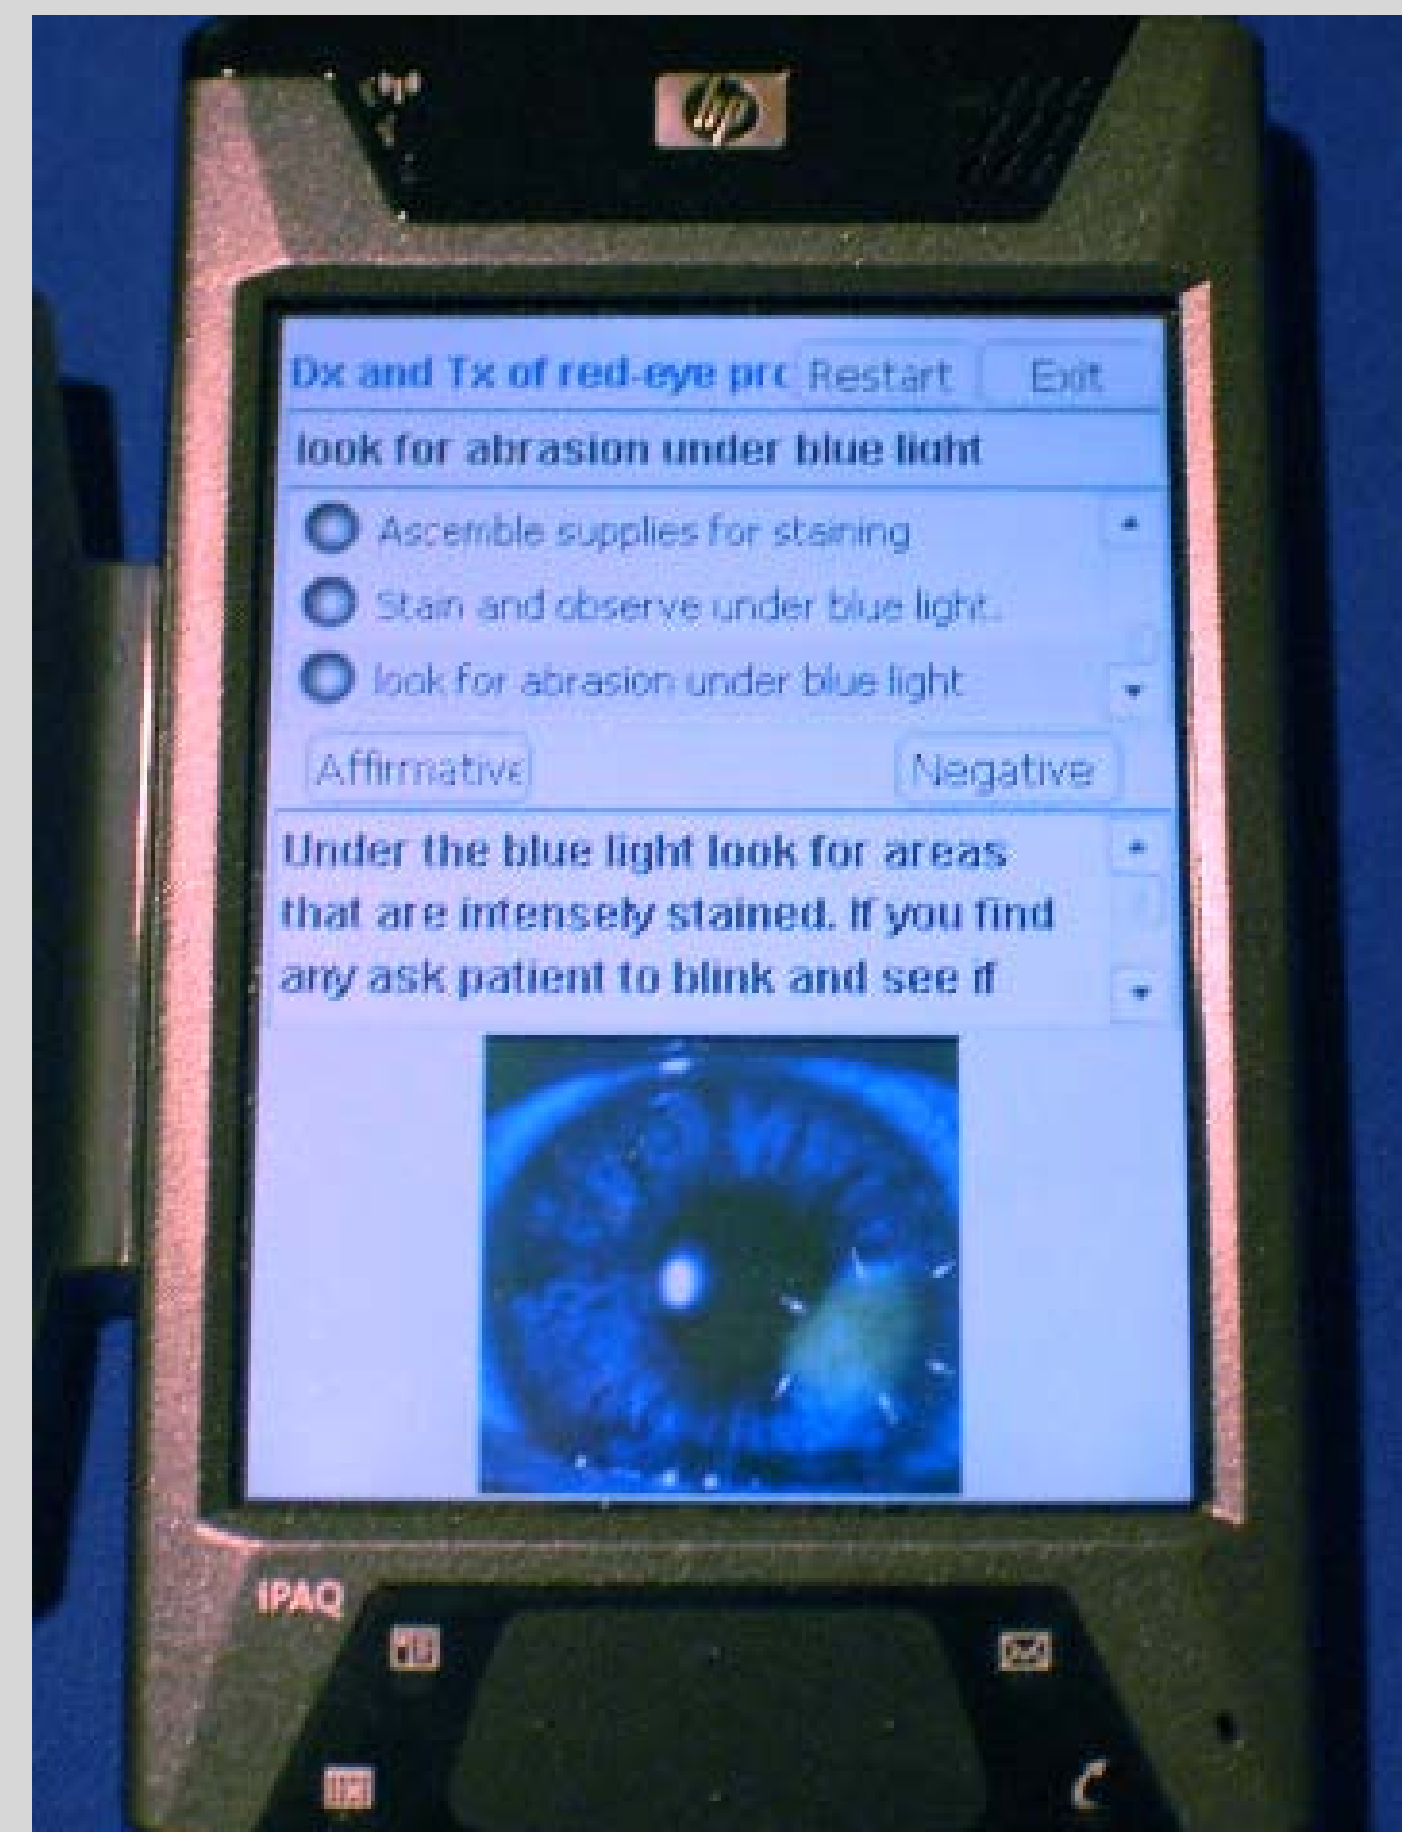 hp
Dx and Tx of red-eye pro Restart Exit
look for abrasion under blue light
Ascemble supplies for staining
Stain and observe under blue light.
look for abrasion under blue light
Affirmative Negative
Under the blue light look for areas
that are intensely stained. If you find
any ask patient to blink and see if
iPAQ